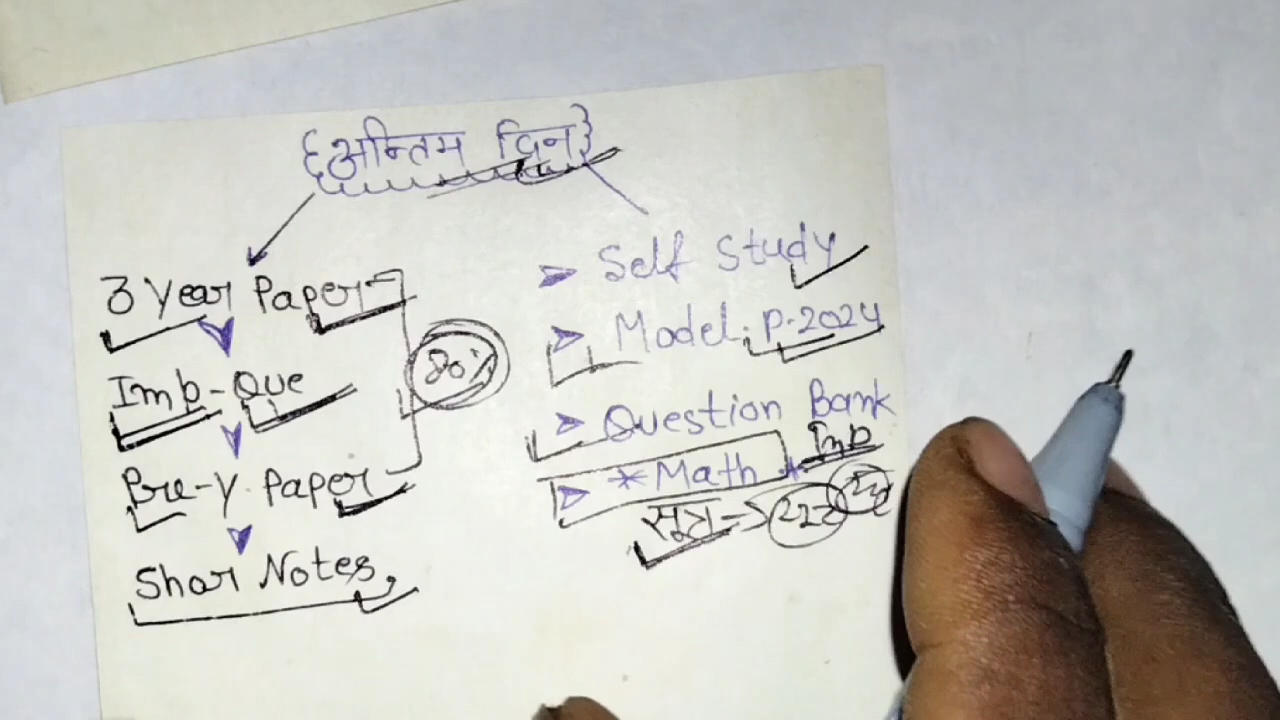 {अन्तिम दिन}
3 Year Paper
Imp-Que
Pre-Y. Paper
80%
Shor Notes,
Self Study
Model. P-2024
Question Bank
*Math * Imp
सूत्र->